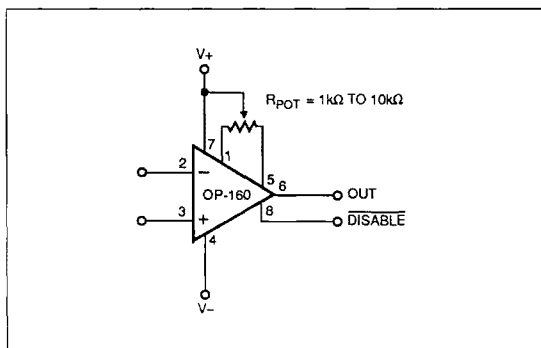 V+
R_POT = 1kΩ TO 10kΩ
7
1
2
−
5
6
OUT
OP-160
8
DISABLE
3
+
4
V−